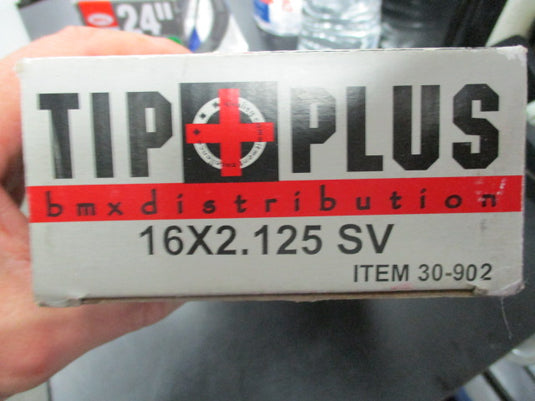 24"
TIP PLUS
bmxdistribution
16X2.125 SV
ITEM 30-902